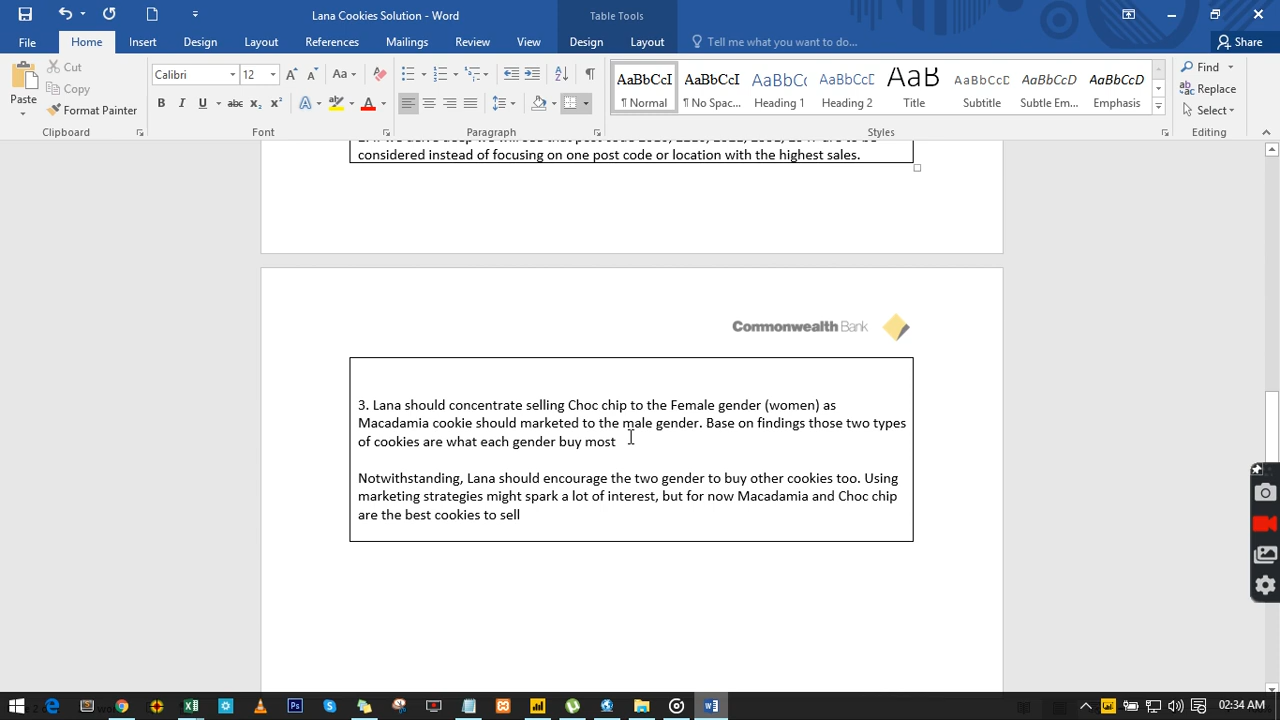 Lana Cookies Solution - Word
Table Tools
File Home Insert Design Layout References Mailings Review View Design Layout Tell me what you want to do... Share
Paste
Cut
Copy
Format Painter
Clipboard
Calibri 12
Font
Paragraph
AaBbCcI ¶ Normal
AaBbCcI ¶ No Spac...
AaBbCc Heading 1
AaBbCcI Heading 2
AaB Title
AaBbCcD Subtitle
AaBbCcD Subtle Em...
AaBbCcD Emphasis
Styles
Find
Replace
Select
Editing
considered instead of focusing on one post code or location with the highest sales.
CommonwealthBank
3. Lana should concentrate selling Choc chip to the Female gender (women) as
Macadamia cookie should marketed to the male gender. Base on findings those two types
of cookies are what each gender buy most
Notwithstanding, Lana should encourage the two gender to buy other cookies too. Using
marketing strategies might spark a lot of interest, but for now Macadamia and Choc chip
are the best cookies to sell
02:34 AM